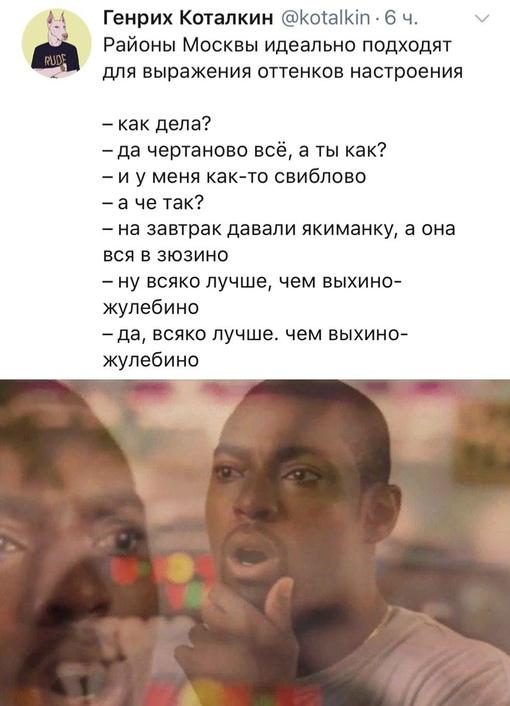 Генрих Коталкин @kotalkin · 6 ч.
Районы Москвы идеально подходят
для выражения оттенков настроения
– как дела?
– да чертаново всё, а ты как?
– и у меня как-то свиблово
– а че так?
– на завтрак давали якиманку, а она
вся в зюзино
– ну всяко лучше, чем выхино-
жулебино
– да, всяко лучше. чем выхино-
жулебино
RUDE